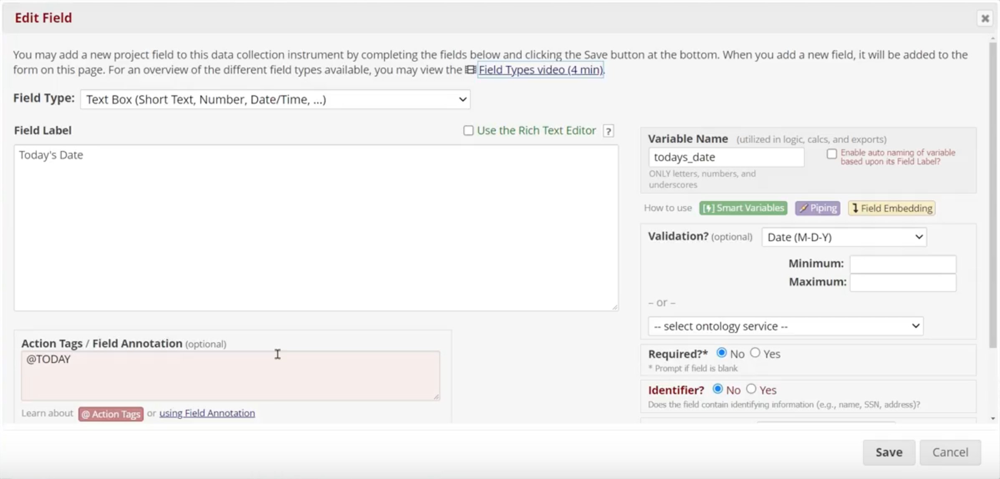 Edit Field
You may add a new project field to this data collection instrument by completing the fields below and clicking the Save button at the bottom. When you add a new field, it will be added to the
form on this page. For an overview of the different field types available, you may view the Field Types video (4 min).
Field Type: Text Box (Short Text, Number, Date/Time, ...)
Field Label
Use the Rich Text Editor ?
Today's Date
Action Tags / Field Annotation (optional)
@TODAY
Learn about @ Action Tags or using Field Annotation
Variable Name (utilized in logic, calcs, and exports)
todays_date
Enable auto naming of variable
based upon its Field Label?
ONLY letters, numbers, and
underscores
How to use [⚡] Smart Variables Piping Field Embedding
Validation? (optional) Date (M-D-Y)
Minimum:
Maximum:
– or –
-- select ontology service --
Required?* No Yes
* Prompt if field is blank
Identifier? No Yes
Does the field contain identifying information (e.g., name, SSN, address)?
Save Cancel